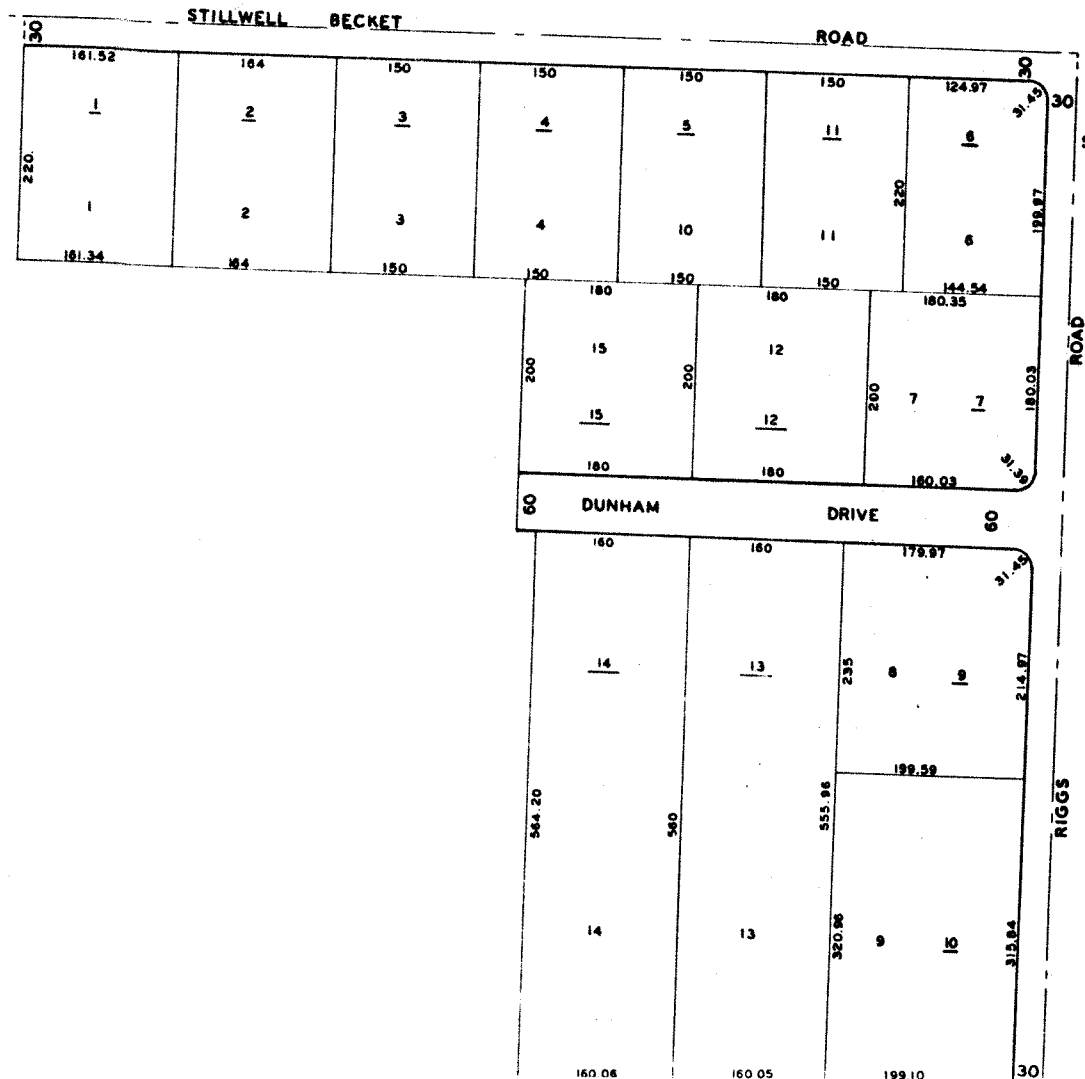 STILLWELL BECKET ROAD
30 30 30
161.52 164 150 150 150 150 124.97 31.45
1 2 3 4 5 11 6
220. 220 199.97
1 2 3 4 10 11 6
161.34 164 150 150 150 150 144.54
180 180 180.35
15 12
200 200 200 7 7 180.03
15 12
180 180 160.03 31.39
ROAD
60 DUNHAM DRIVE 60
160 160 179.97 31.45
14 13 235 8 9 214.97
199.59
564.20 560 555.96
RIGGS
14 13 320.96 9 10 315.84
160.06 160.05 199.10 30